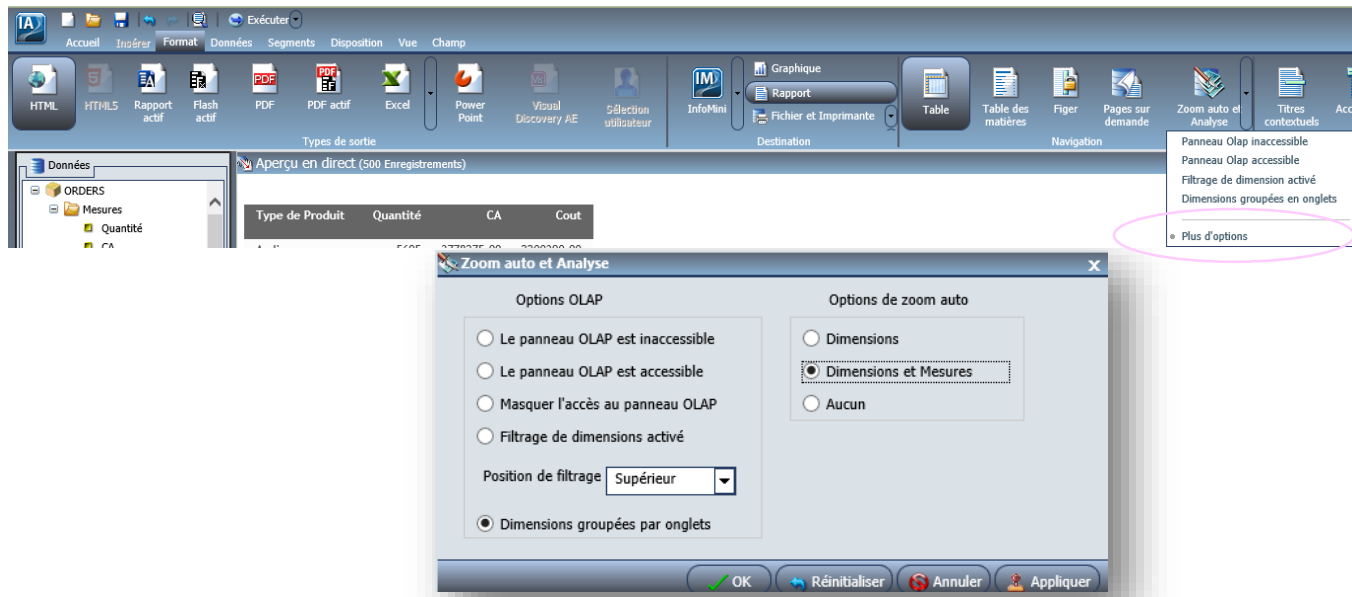 IA
Exécuter
Accueil Insérer Format Données Segments Disposition Vue Champ
HTML
HTML5
Rapport actif
Flash actif
PDF
PDF actif
Excel
Power Point
Visual Discovery AE
Sélection utilisateur
Types de sortie
InfoMini
Graphique
Rapport
Fichier et Imprimante
Destination
Table
Table des matières
Figer
Pages sur demande
Zoom auto et Analyse
Titres contextuels
Navigation
Panneau Olap inaccessible
Panneau Olap accessible
Filtrage de dimension activé
Dimensions groupées en onglets
Plus d'options
Données
ORDERS
Mesures
Quantité
CA
Aperçu en direct (500 Enregistrements)
Type de Produit Quantité CA Cout
Zoom auto et Analyse x
Options OLAP
Le panneau OLAP est inaccessible
Le panneau OLAP est accessible
Masquer l'accès au panneau OLAP
Filtrage de dimensions activé
Position de filtrage Supérieur
Dimensions groupées par onglets
Options de zoom auto
Dimensions
Dimensions et Mesures
Aucun
OK Réinitialiser Annuler Appliquer